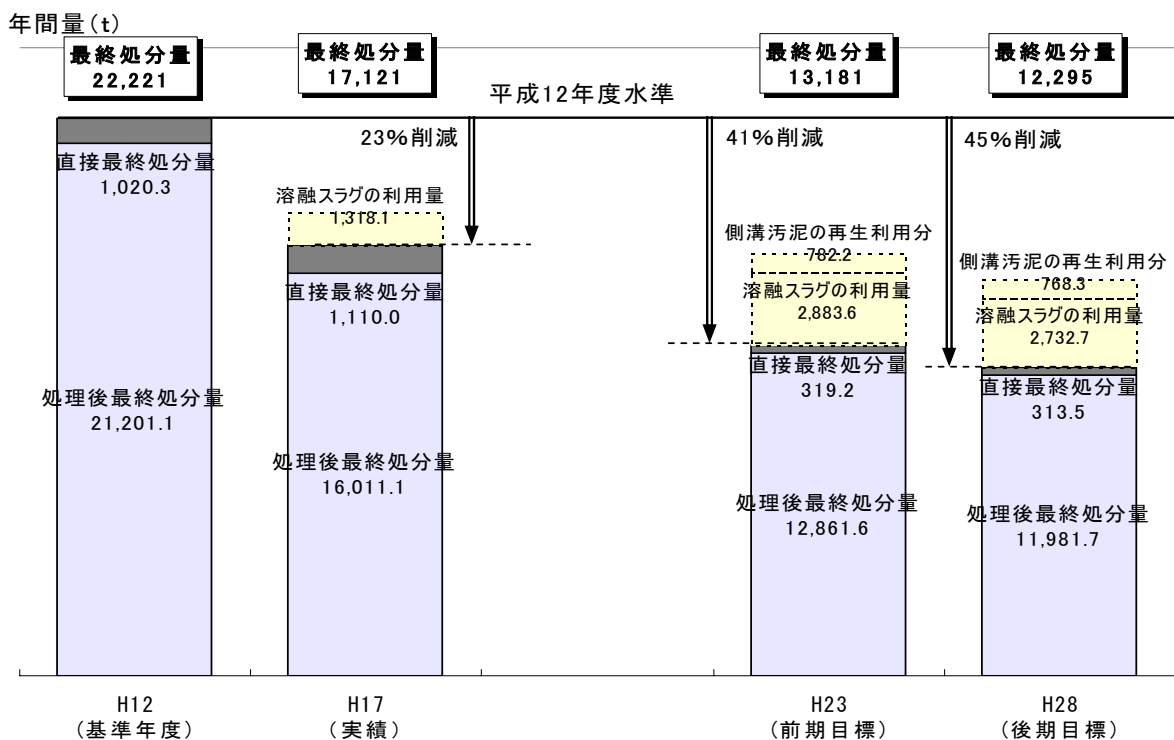 年間量(t)
最終処分量
22,221
最終処分量
17,121
最終処分量
13,181
最終処分量
12,295
平成12年度水準
23%削減
41%削減
45%削減
直接最終処分量
1,020.3
処理後最終処分量
21,201.1
溶融スラグの利用量
1,318.1
直接最終処分量
1,110.0
処理後最終処分量
16,011.1
側溝汚泥の再生利用分
782.2
溶融スラグの利用量
2,883.6
直接最終処分量
319.2
処理後最終処分量
12,861.6
側溝汚泥の再生利用分
768.3
溶融スラグの利用量
2,732.7
直接最終処分量
313.5
処理後最終処分量
11,981.7
H12
(基準年度)
H17
(実績)
H23
(前期目標)
H28
(後期目標)